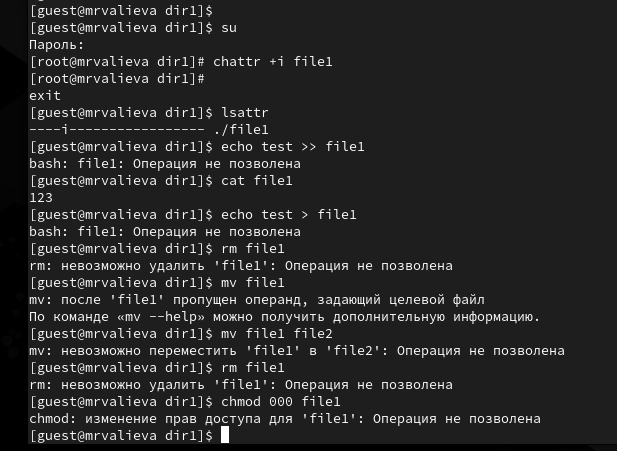 [guest@mrvalieva dir1]$
[guest@mrvalieva dir1]$ su
Пароль:
[root@mrvalieva dir1]# chattr +i file1
[root@mrvalieva dir1]#
exit
[guest@mrvalieva dir1]$ lsattr
----i----------------- ./file1
[guest@mrvalieva dir1]$ echo test >> file1
bash: file1: Операция не позволена
[guest@mrvalieva dir1]$ cat file1
123
[guest@mrvalieva dir1]$ echo test > file1
bash: file1: Операция не позволена
[guest@mrvalieva dir1]$ rm file1
rm: невозможно удалить 'file1': Операция не позволена
[guest@mrvalieva dir1]$ mv file1
mv: после 'file1' пропущен операнд, задающий целевой файл
По команде «mv --help» можно получить дополнительную информацию.
[guest@mrvalieva dir1]$ mv file1 file2
mv: невозможно переместить 'file1' в 'file2': Операция не позволена
[guest@mrvalieva dir1]$ rm file1
rm: невозможно удалить 'file1': Операция не позволена
[guest@mrvalieva dir1]$ chmod 000 file1
chmod: изменение прав доступа для 'file1': Операция не позволена
[guest@mrvalieva dir1]$